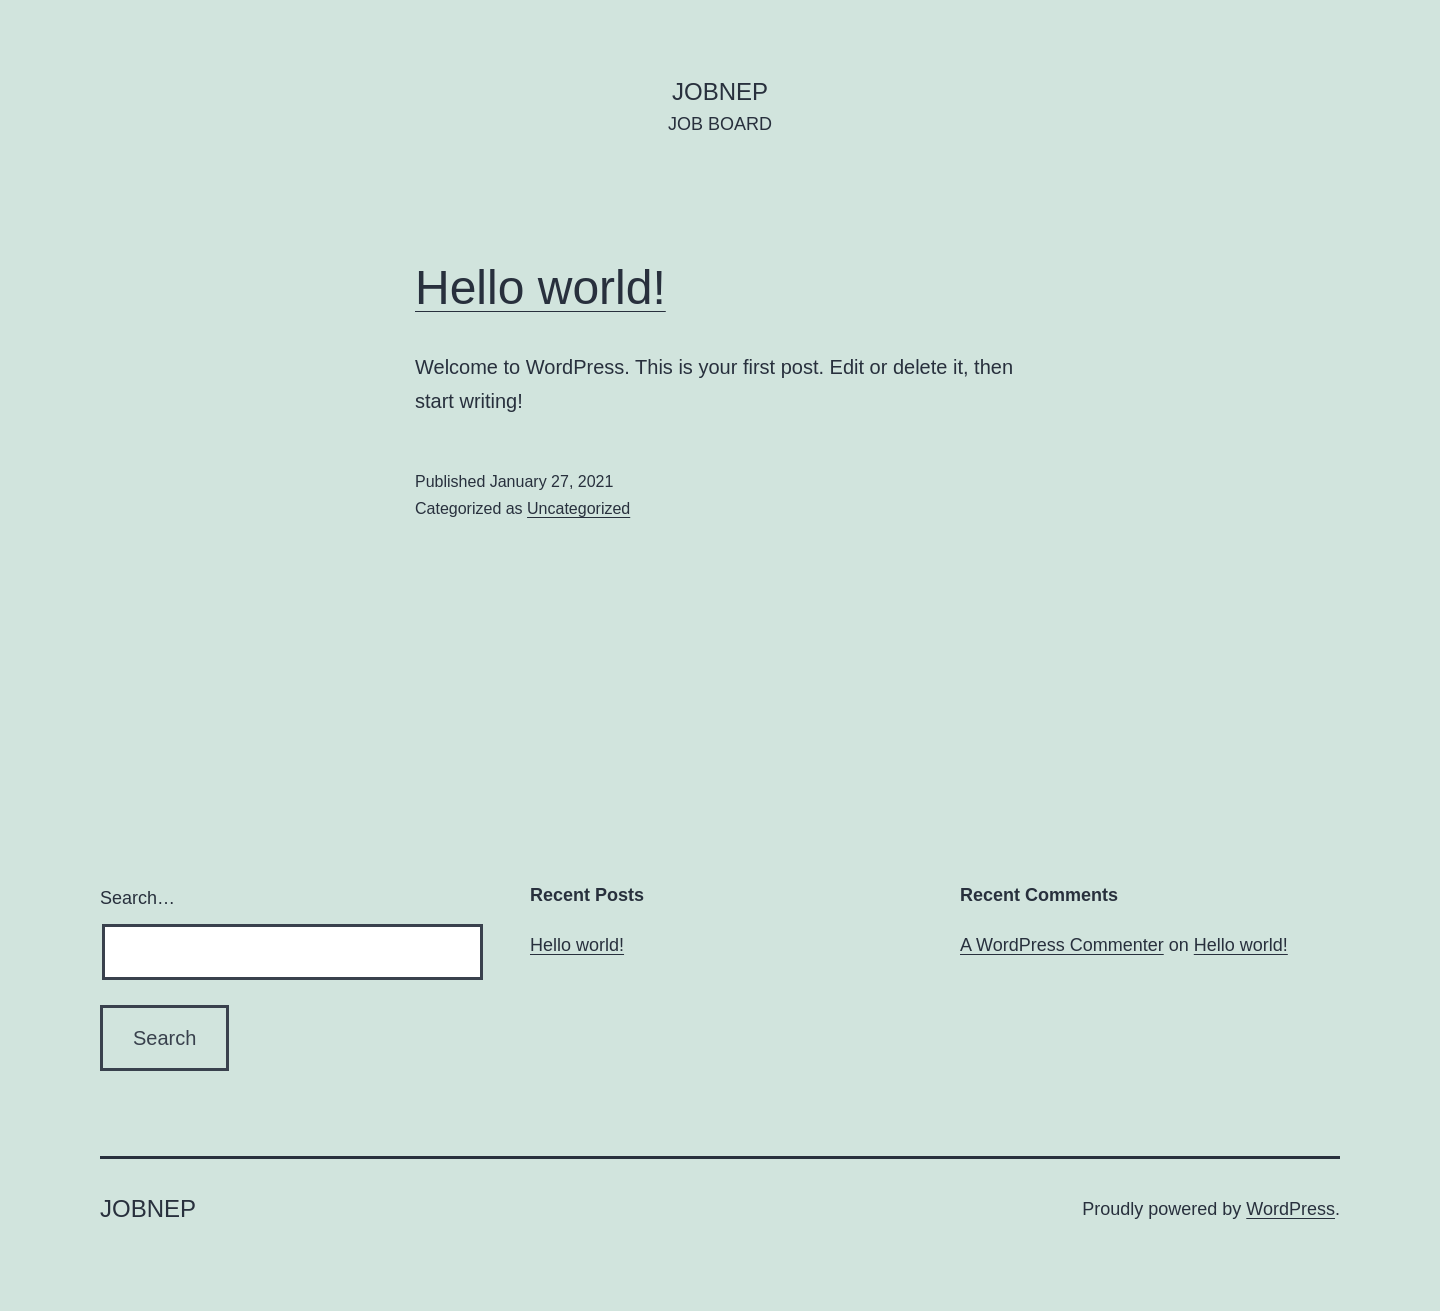 JOBNEP
JOB BOARD
Hello world!
Welcome to WordPress. This is your first post. Edit or delete it, then
start writing!
Published January 27, 2021
Categorized as Uncategorized
Search…
Search
Recent Posts
Hello world!
Recent Comments
A WordPress Commenter on Hello world!
JOBNEP
Proudly powered by WordPress.